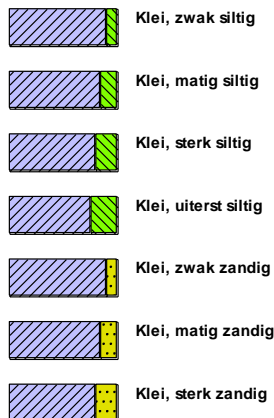 Klei, zwak siltig
Klei, matig siltig
Klei, sterk siltig
Klei, uiterst siltig
Klei, zwak zandig
Klei, matig zandig
Klei, sterk zandig